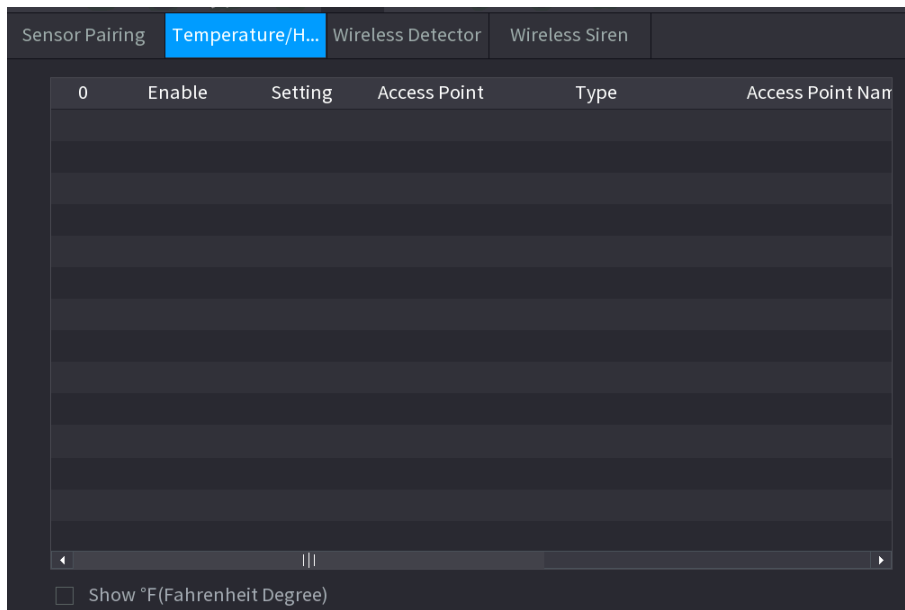 Sensor Pairing Temperature/H... Wireless Detector Wireless Siren
0 Enable Setting Access Point Type Access Point Nam
Show °F(Fahrenheit Degree)